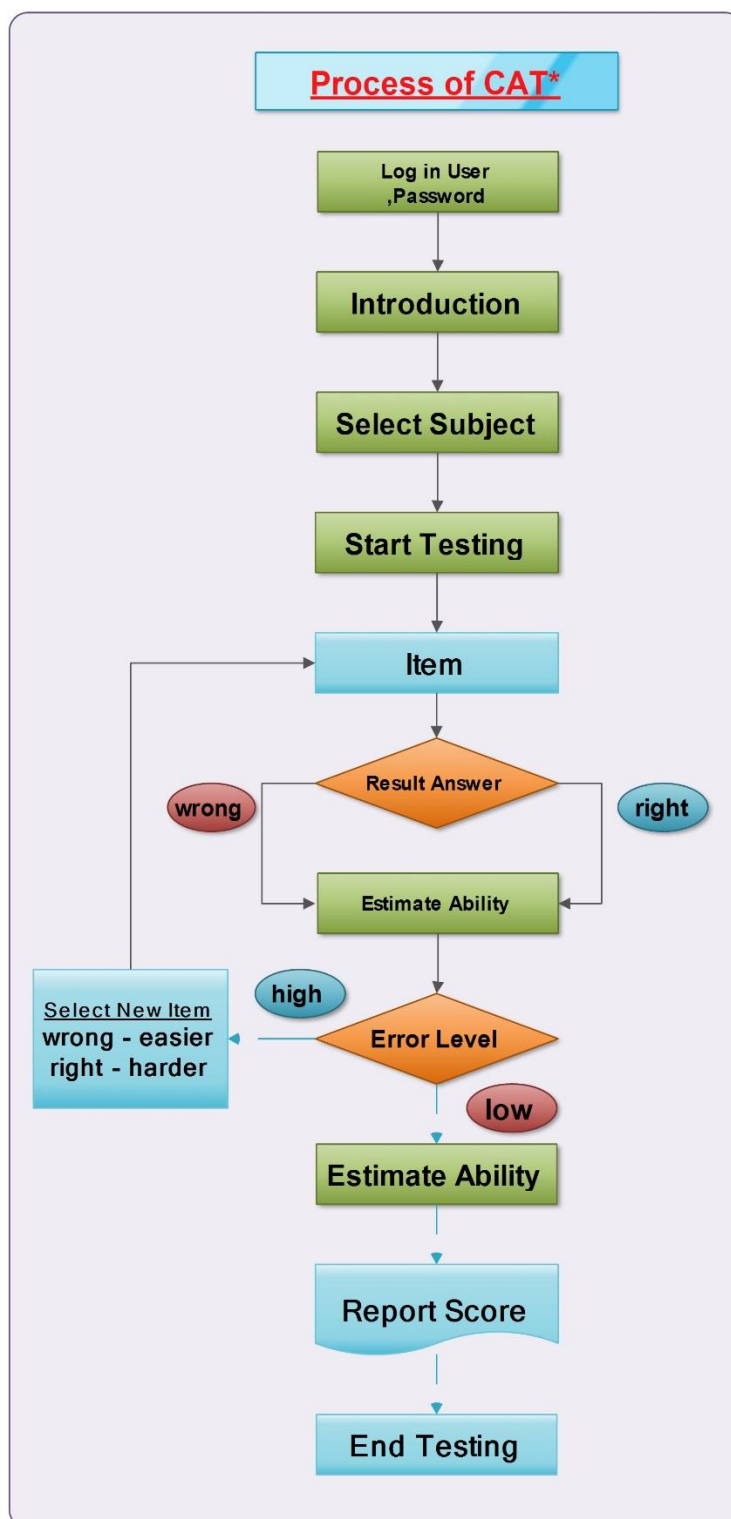 Process of CAT*
Log in User
,Password
Introduction
Select Subject
Start Testing
Item
Result Answer
wrong
right
Estimate Ability
high
Select New Item
wrong - easier
right - harder
Error Level
low
Estimate Ability
Report Score
End Testing